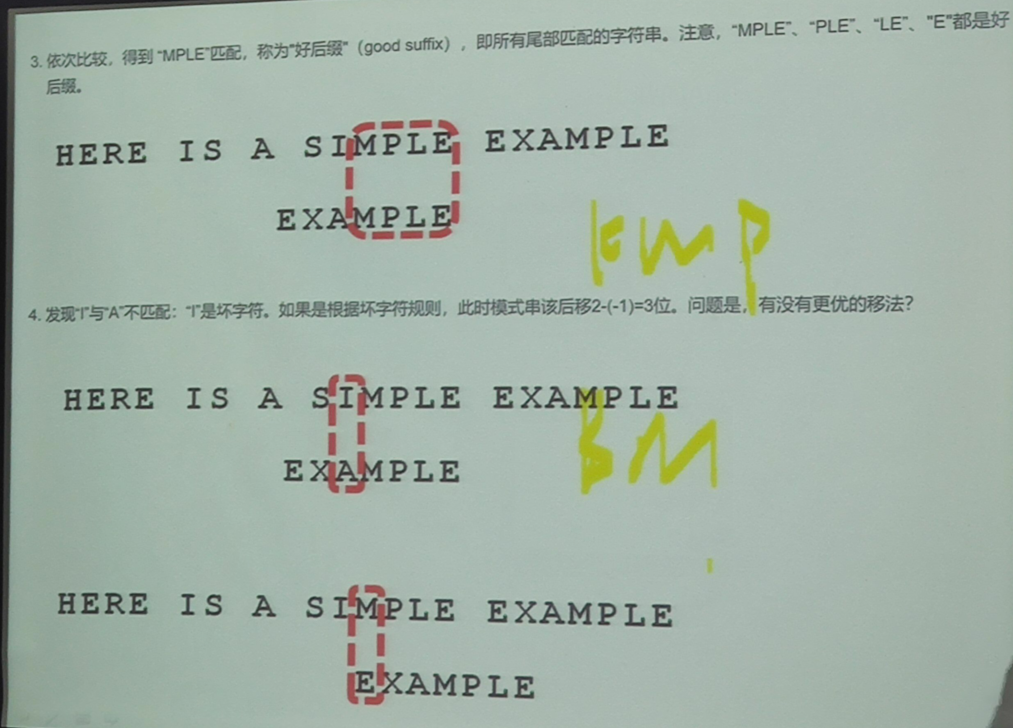 3. 依次比较，得到 “MPLE”匹配，称为"好后缀"（good suffix），即所有尾部匹配的字符串。注意，“MPLE”、“PLE”、“LE”、"E"都是好
后缀。
HERE IS A SIMPLE EXAMPLE
EXAMPLE
KMP
4. 发现“I”与“A”不匹配：“I”是坏字符。如果是根据坏字符规则，此时模式串该后移2-(-1)=3位。问题是，有没有更优的移法？
HERE IS A SIMPLE EXAMPLE
BM
EXAMPLE
HERE IS A SIMPLE EXAMPLE
EXAMPLE